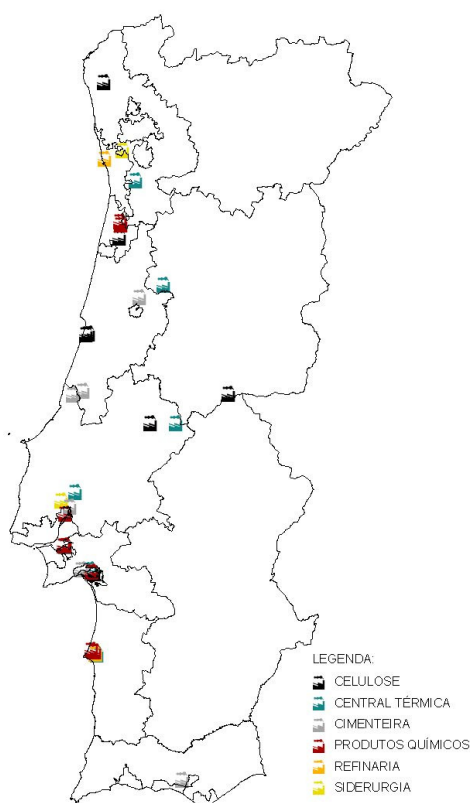 LEGENDA:
CELULOSE
CENTRAL TÉRMICA
CIMENTEIRA
PRODUTOS QUÍMICOS
REFINARIA
SIDERURGIA